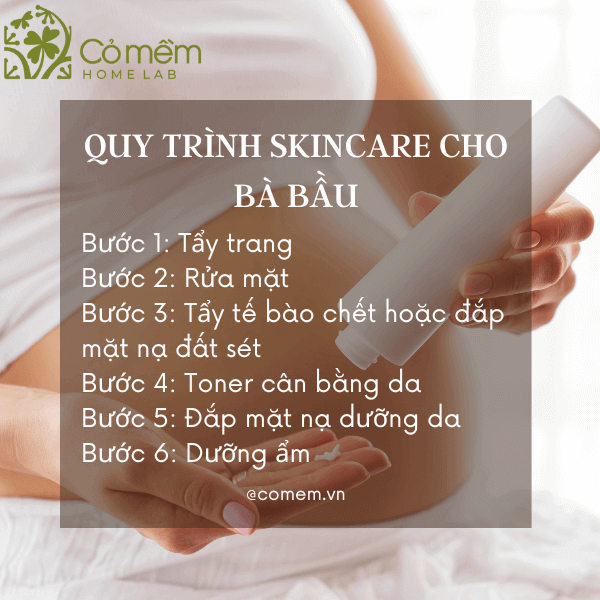 Cỏ mềm
HOME LAB
QUY TRÌNH SKINCARE CHO
BÀ BẦU
Bước 1: Tẩy trang
Bước 2: Rửa mặt
Bước 3: Tẩy tế bào chết hoặc đắp
mặt nạ đất sét
Bước 4: Toner cân bằng da
Bước 5: Đắp mặt nạ dưỡng da
Bước 6: Dưỡng ẩm
@comem.vn